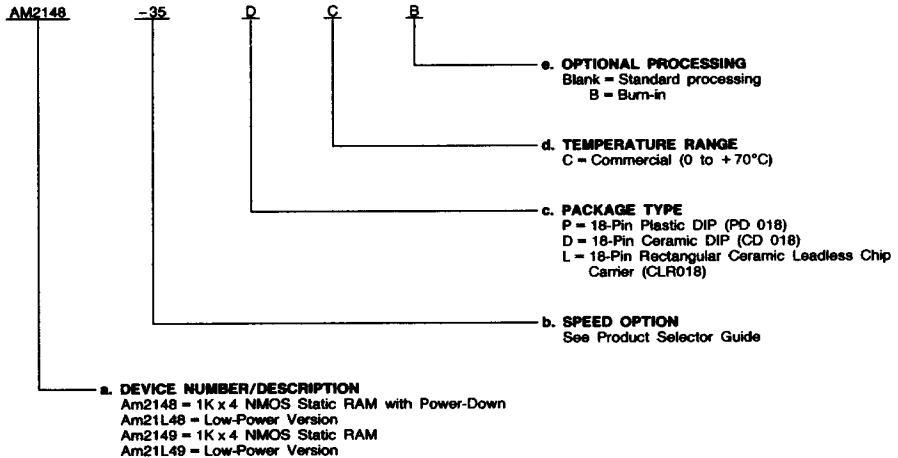 AM2148 -35 D C B
e. OPTIONAL PROCESSING
Blank = Standard processing
B = Burn-in
d. TEMPERATURE RANGE
C = Commercial (0 to +70°C)
c. PACKAGE TYPE
P = 18-Pin Plastic DIP (PD 018)
D = 18-Pin Ceramic DIP (CD 018)
L = 18-Pin Rectangular Ceramic Leadless Chip
Carrier (CLR018)
b. SPEED OPTION
See Product Selector Guide
a. DEVICE NUMBER/DESCRIPTION
Am2148 = 1K x 4 NMOS Static RAM with Power-Down
Am21L48 = Low-Power Version
Am2149 = 1K x 4 NMOS Static RAM
Am21L49 = Low-Power Version